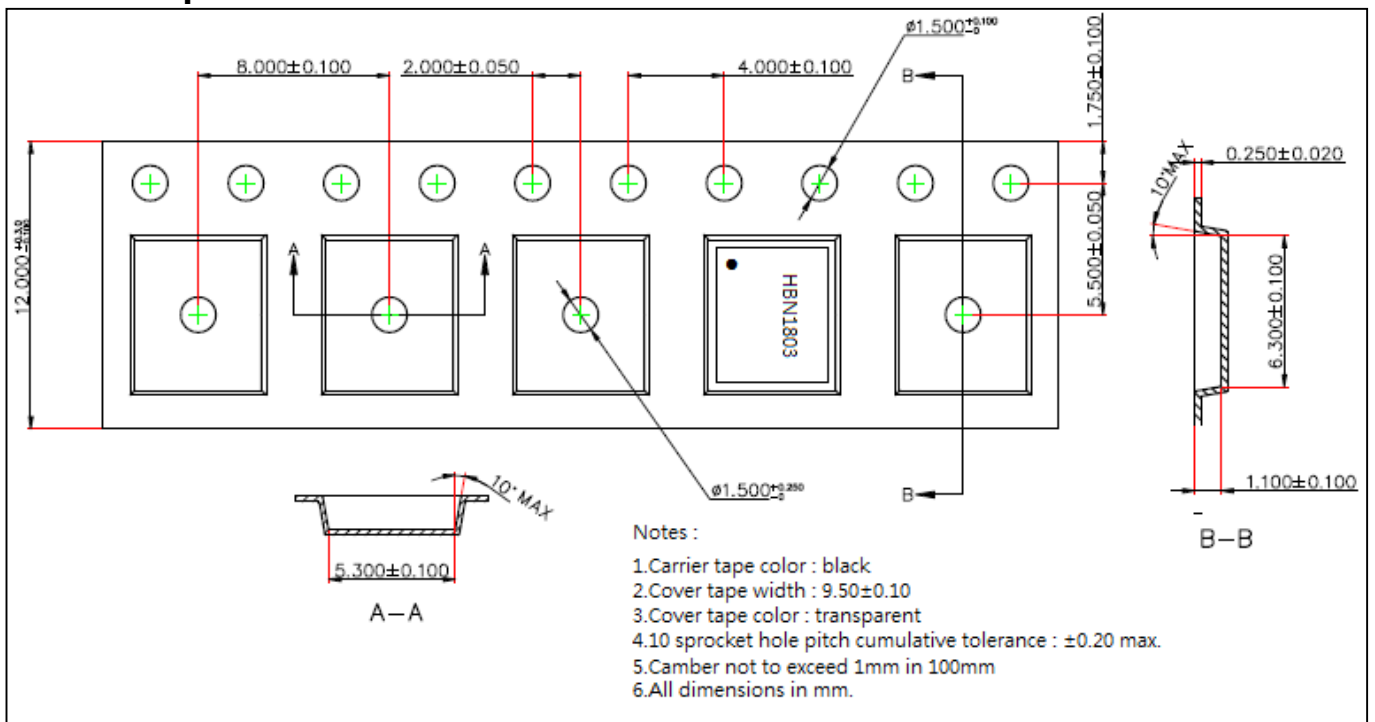 ø1.500+0.100-0
8.000±0.100
2.000±0.050
4.000±0.100
B
1.750±0.100
0.250±0.020
10°MAX
12.000
A
A
HBN1803
5.500±0.050
6.300±0.100
ø1.500+0.250-0
B
1.100±0.100
10° MAX
5.300±0.100
A-A
B-B
Notes :
1.Carrier tape color : black
2.Cover tape width : 9.50±0.10
3.Cover tape color : transparent
4.10 sprocket hole pitch cumulative tolerance : ±0.20 max.
5.Camber not to exceed 1mm in 100mm
6.All dimensions in mm.